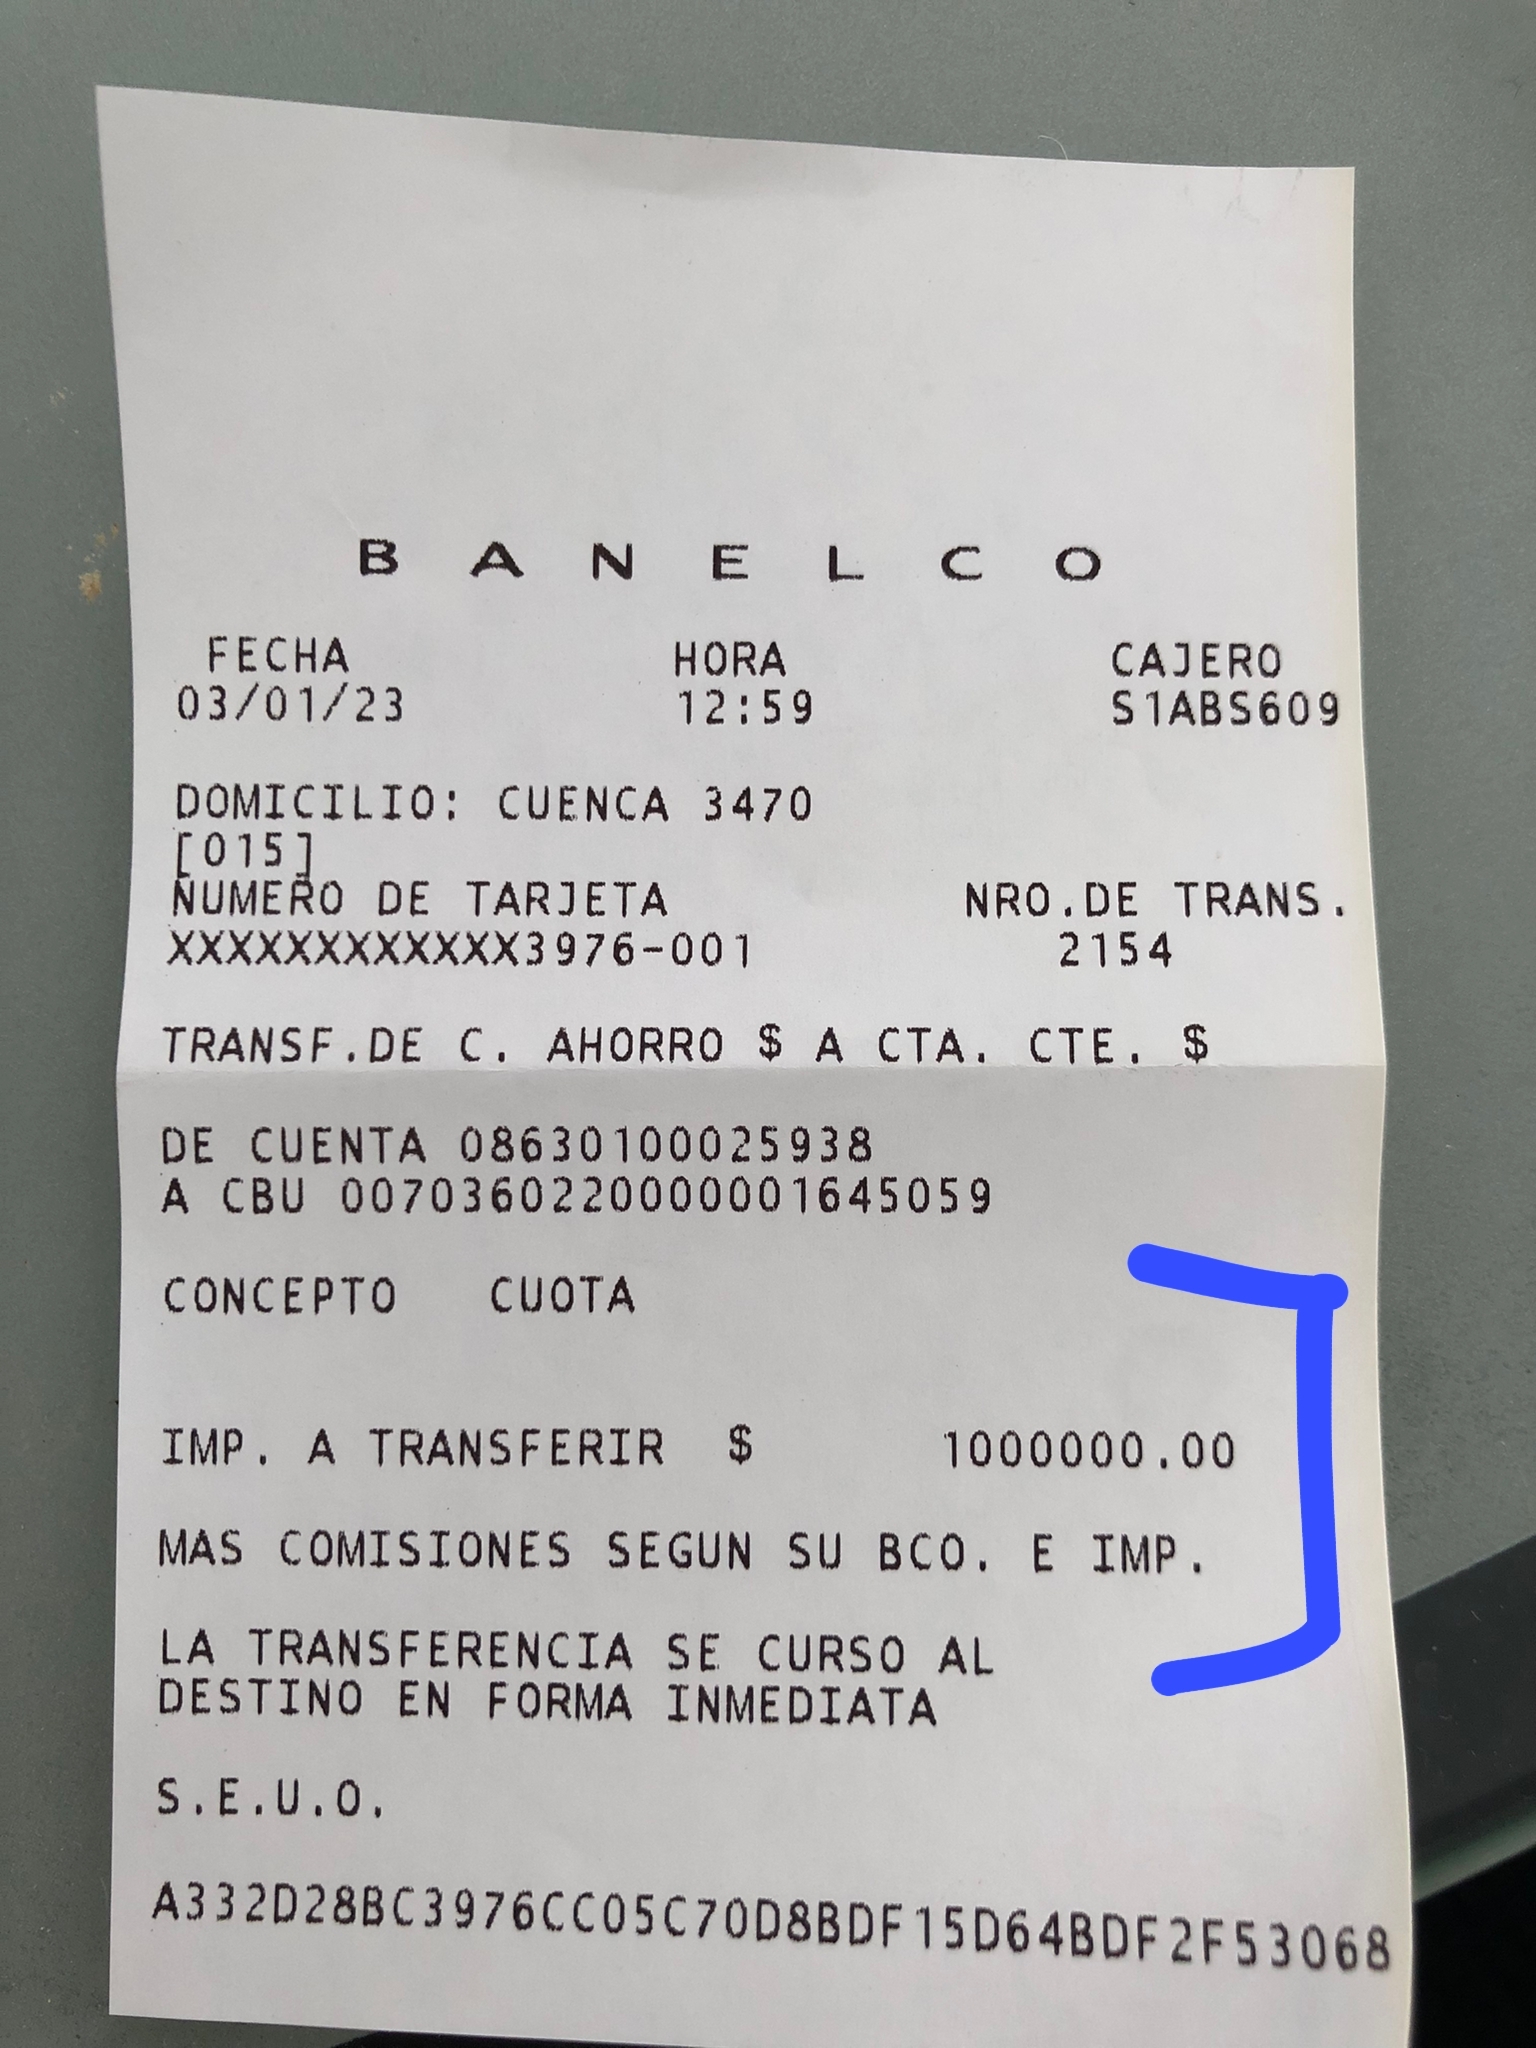 B A N E L C O
FECHA HORA CAJERO
03/01/23 12:59 S1ABS609
DOMICILIO: CUENCA 3470
[015]
NUMERO DE TARJETA NRO.DE TRANS.
XXXXXXXXXXXX3976-001 2154
TRANSF.DE C. AHORRO $ A CTA. CTE. $
DE CUENTA 08630100025938
A CBU 0070360220000001645059
CONCEPTO CUOTA
IMP. A TRANSFERIR $ 1000000.00
MAS COMISIONES SEGUN SU BCO. E IMP.
LA TRANSFERENCIA SE CURSO AL
DESTINO EN FORMA INMEDIATA
S.E.U.O.
A332D28BC3976CC05C70D8BDF15D64BDF2F53068